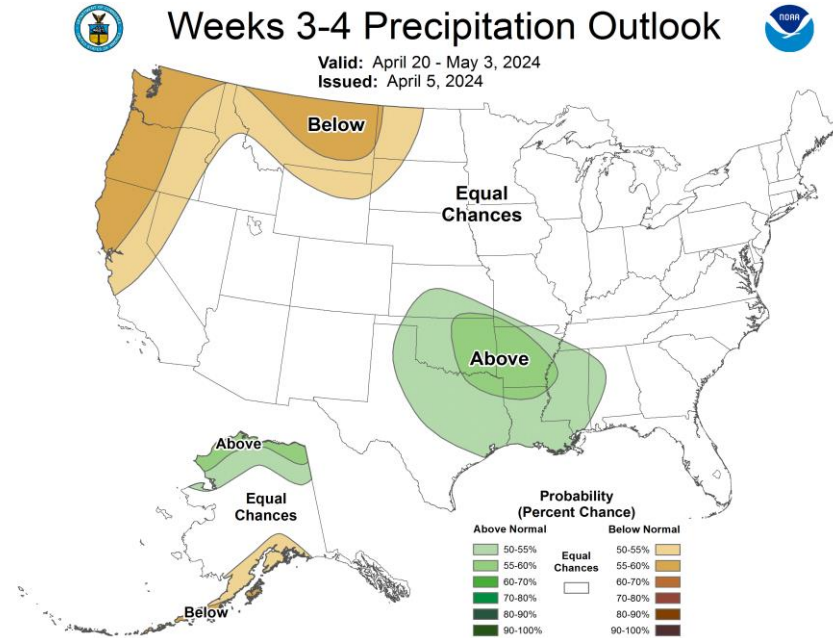 Weeks 3-4 Precipitation Outlook
NOAA
Valid: April 20 - May 3, 2024
Issued: April 5, 2024
Below
Equal
Chances
Above
Above
Equal
Chances
Below
Probability
(Percent Chance)
Above Normal
Below Normal
50-55%
55-60%
60-70%
70-80%
80-90%
90-100%
Equal
Chances
50-55%
55-60%
60-70%
70-80%
80-90%
90-100%